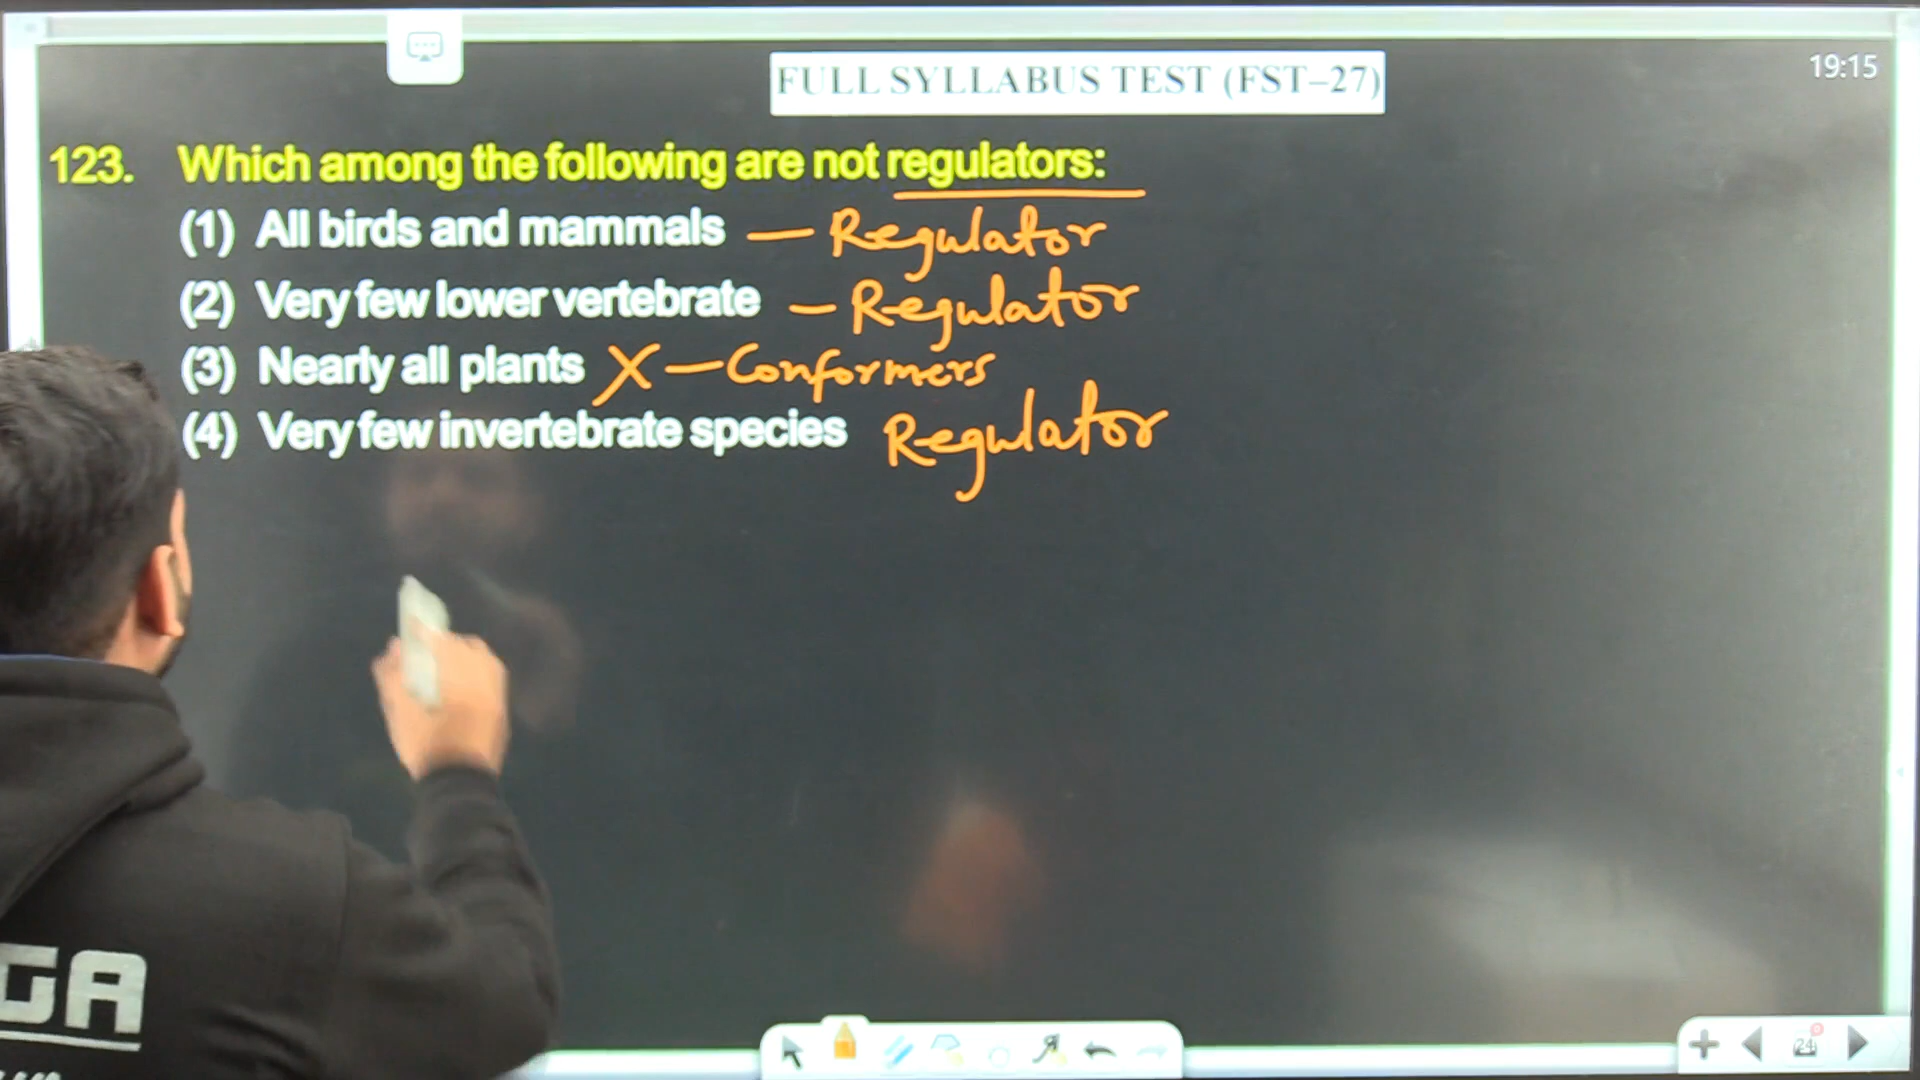 19:15
FULL SYLLABUS TEST (FST–27)
123. Which among the following are not regulators:
(1) All birds and mammals — Regulator
(2) Very few lower vertebrate — Regulator
(3) Nearly all plants X — Conformers
(4) Very few invertebrate species Regulator
GA
24